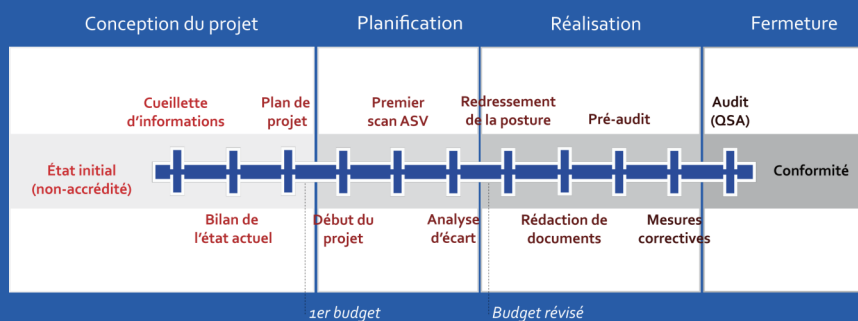 Conception du projet
Planification
Réalisation
Fermeture
Cueillette
d'informations
Plan de
projet
Premier
scan ASV
Redressement
de la posture
Pré-audit
Audit
(QSA)
État initial
(non-accrédité)
Conformité
Bilan de
l'état actuel
Début du
projet
Analyse
d'écart
Rédaction de
documents
Mesures
correctives
1er budget
Budget révisé